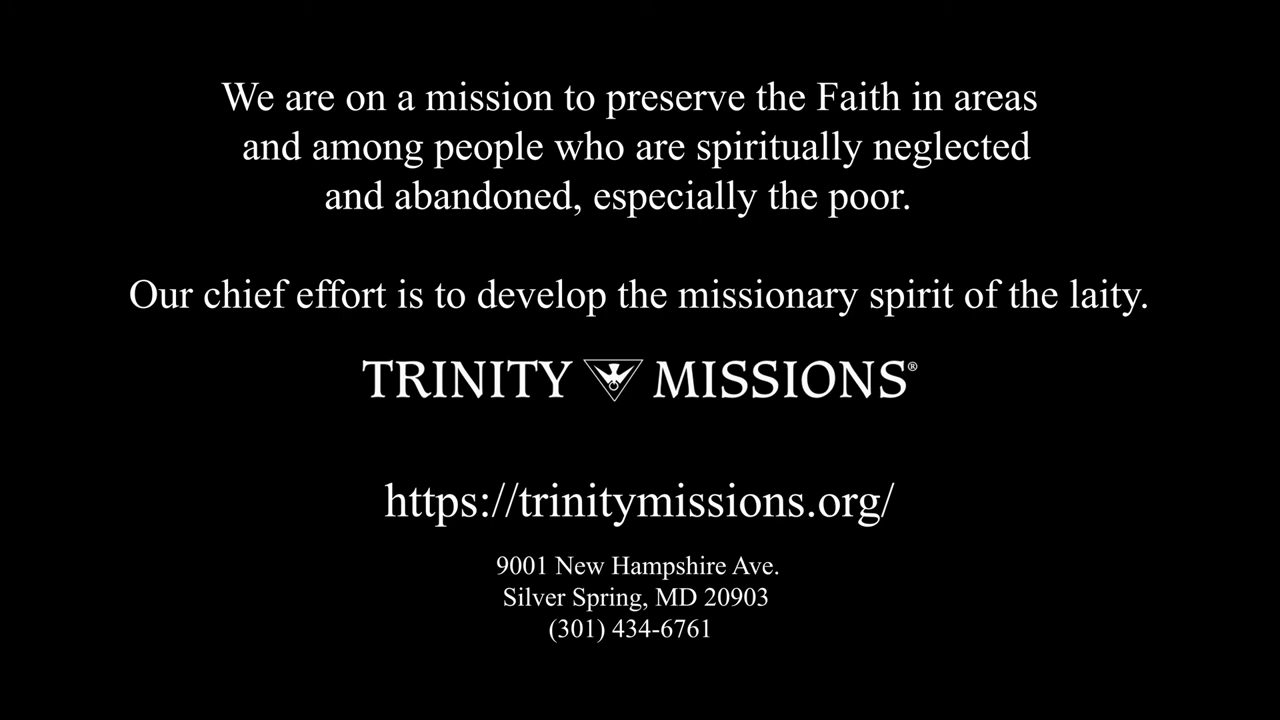 We are on a mission to preserve the Faith in areas
and among people who are spiritually neglected
and abandoned, especially the poor.
Our chief effort is to develop the missionary spirit of the laity.
TRINITY MISSIONS®
https://trinitymissions.org/
9001 New Hampshire Ave.
Silver Spring, MD 20903
(301) 434-6761